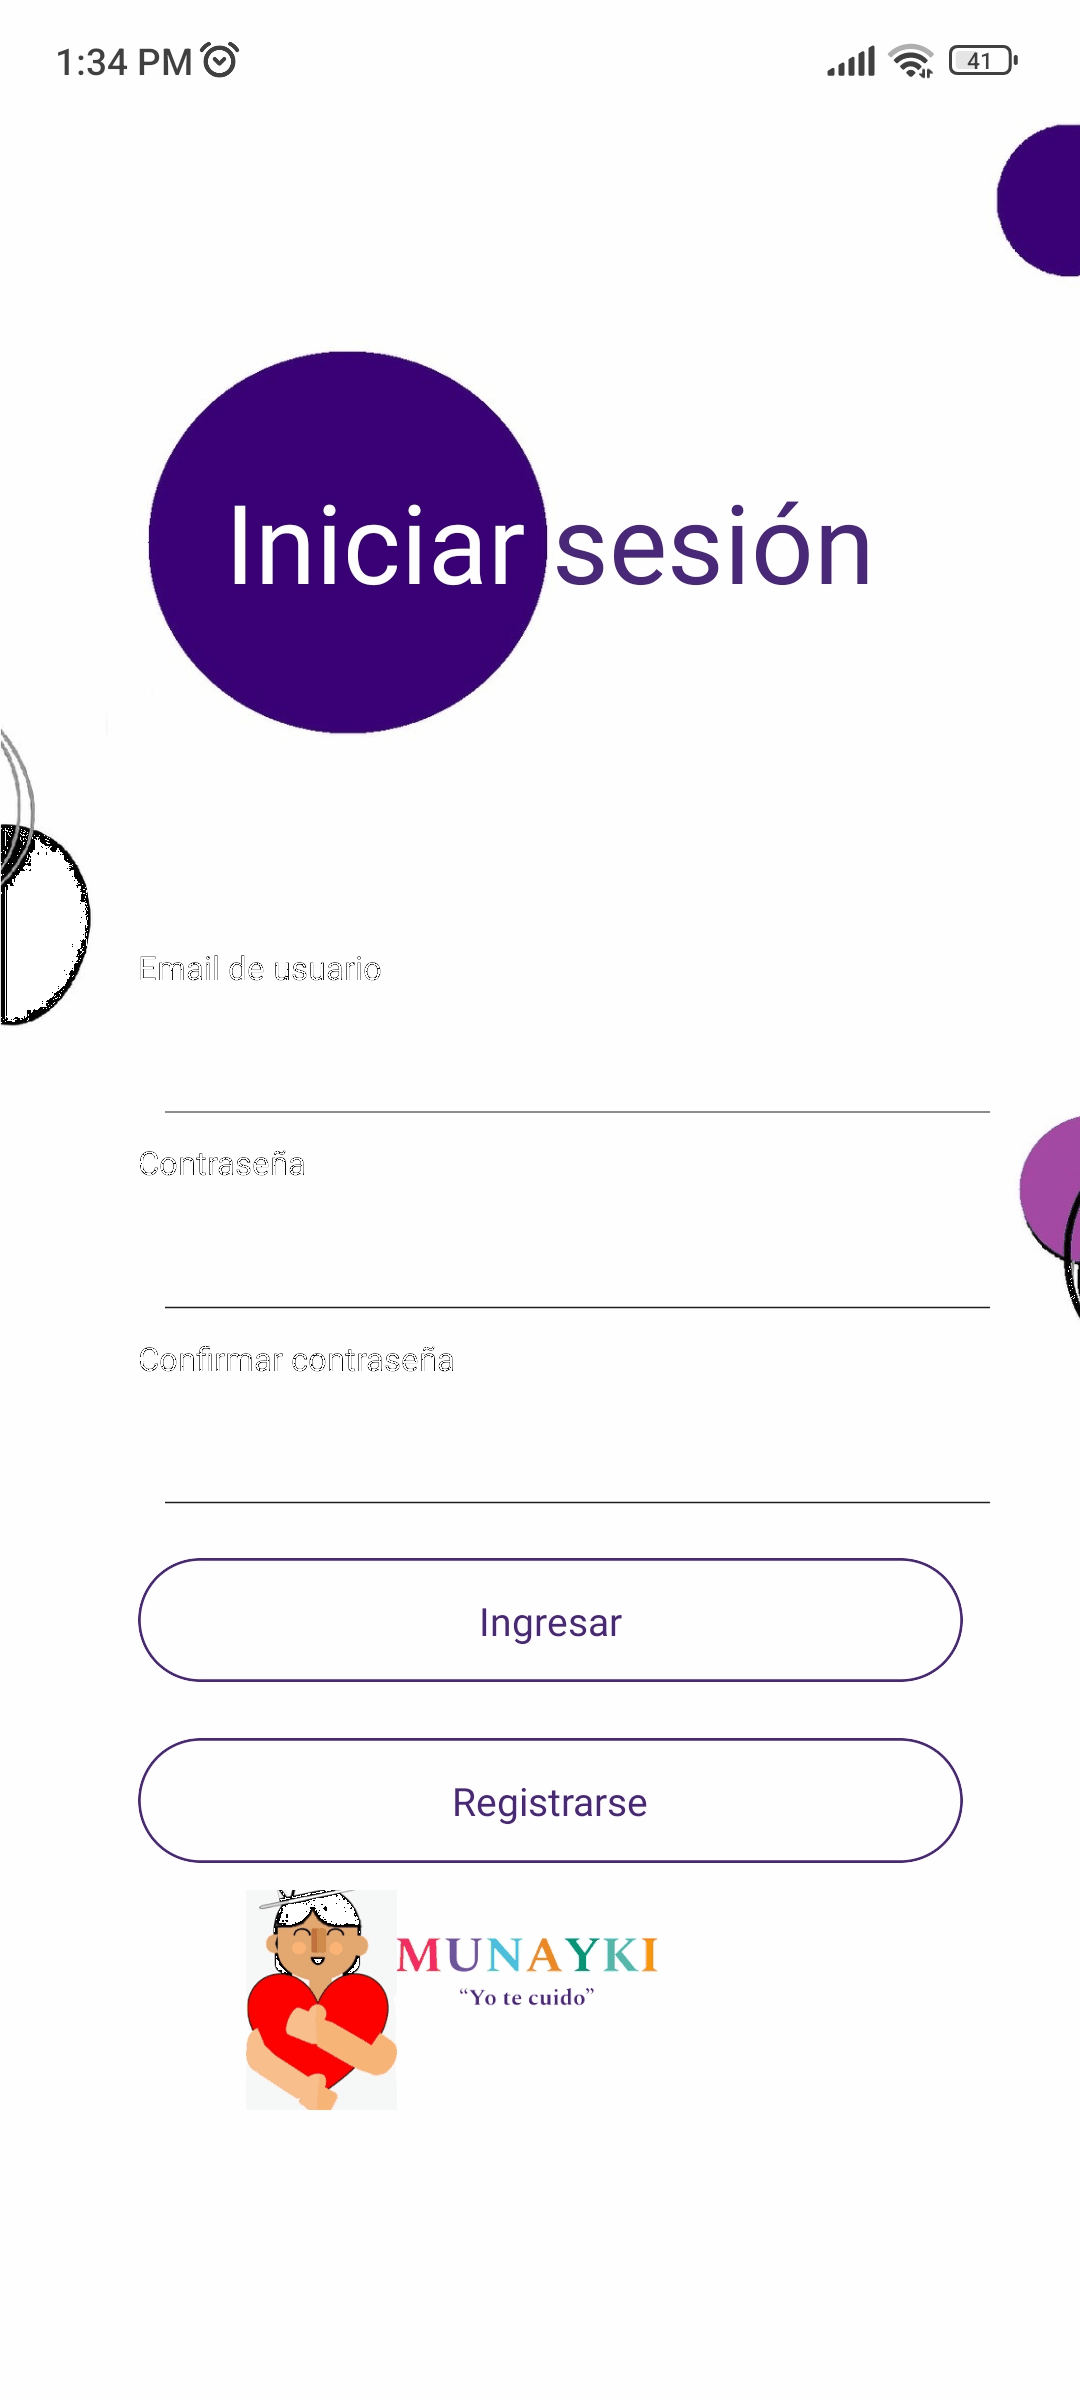 1:34 PM
41
Iniciar sesión
Email de usuario
Contraseña
Confirmar contraseña
Ingresar
Registrarse
MUNAYKI
“Yo te cuido”